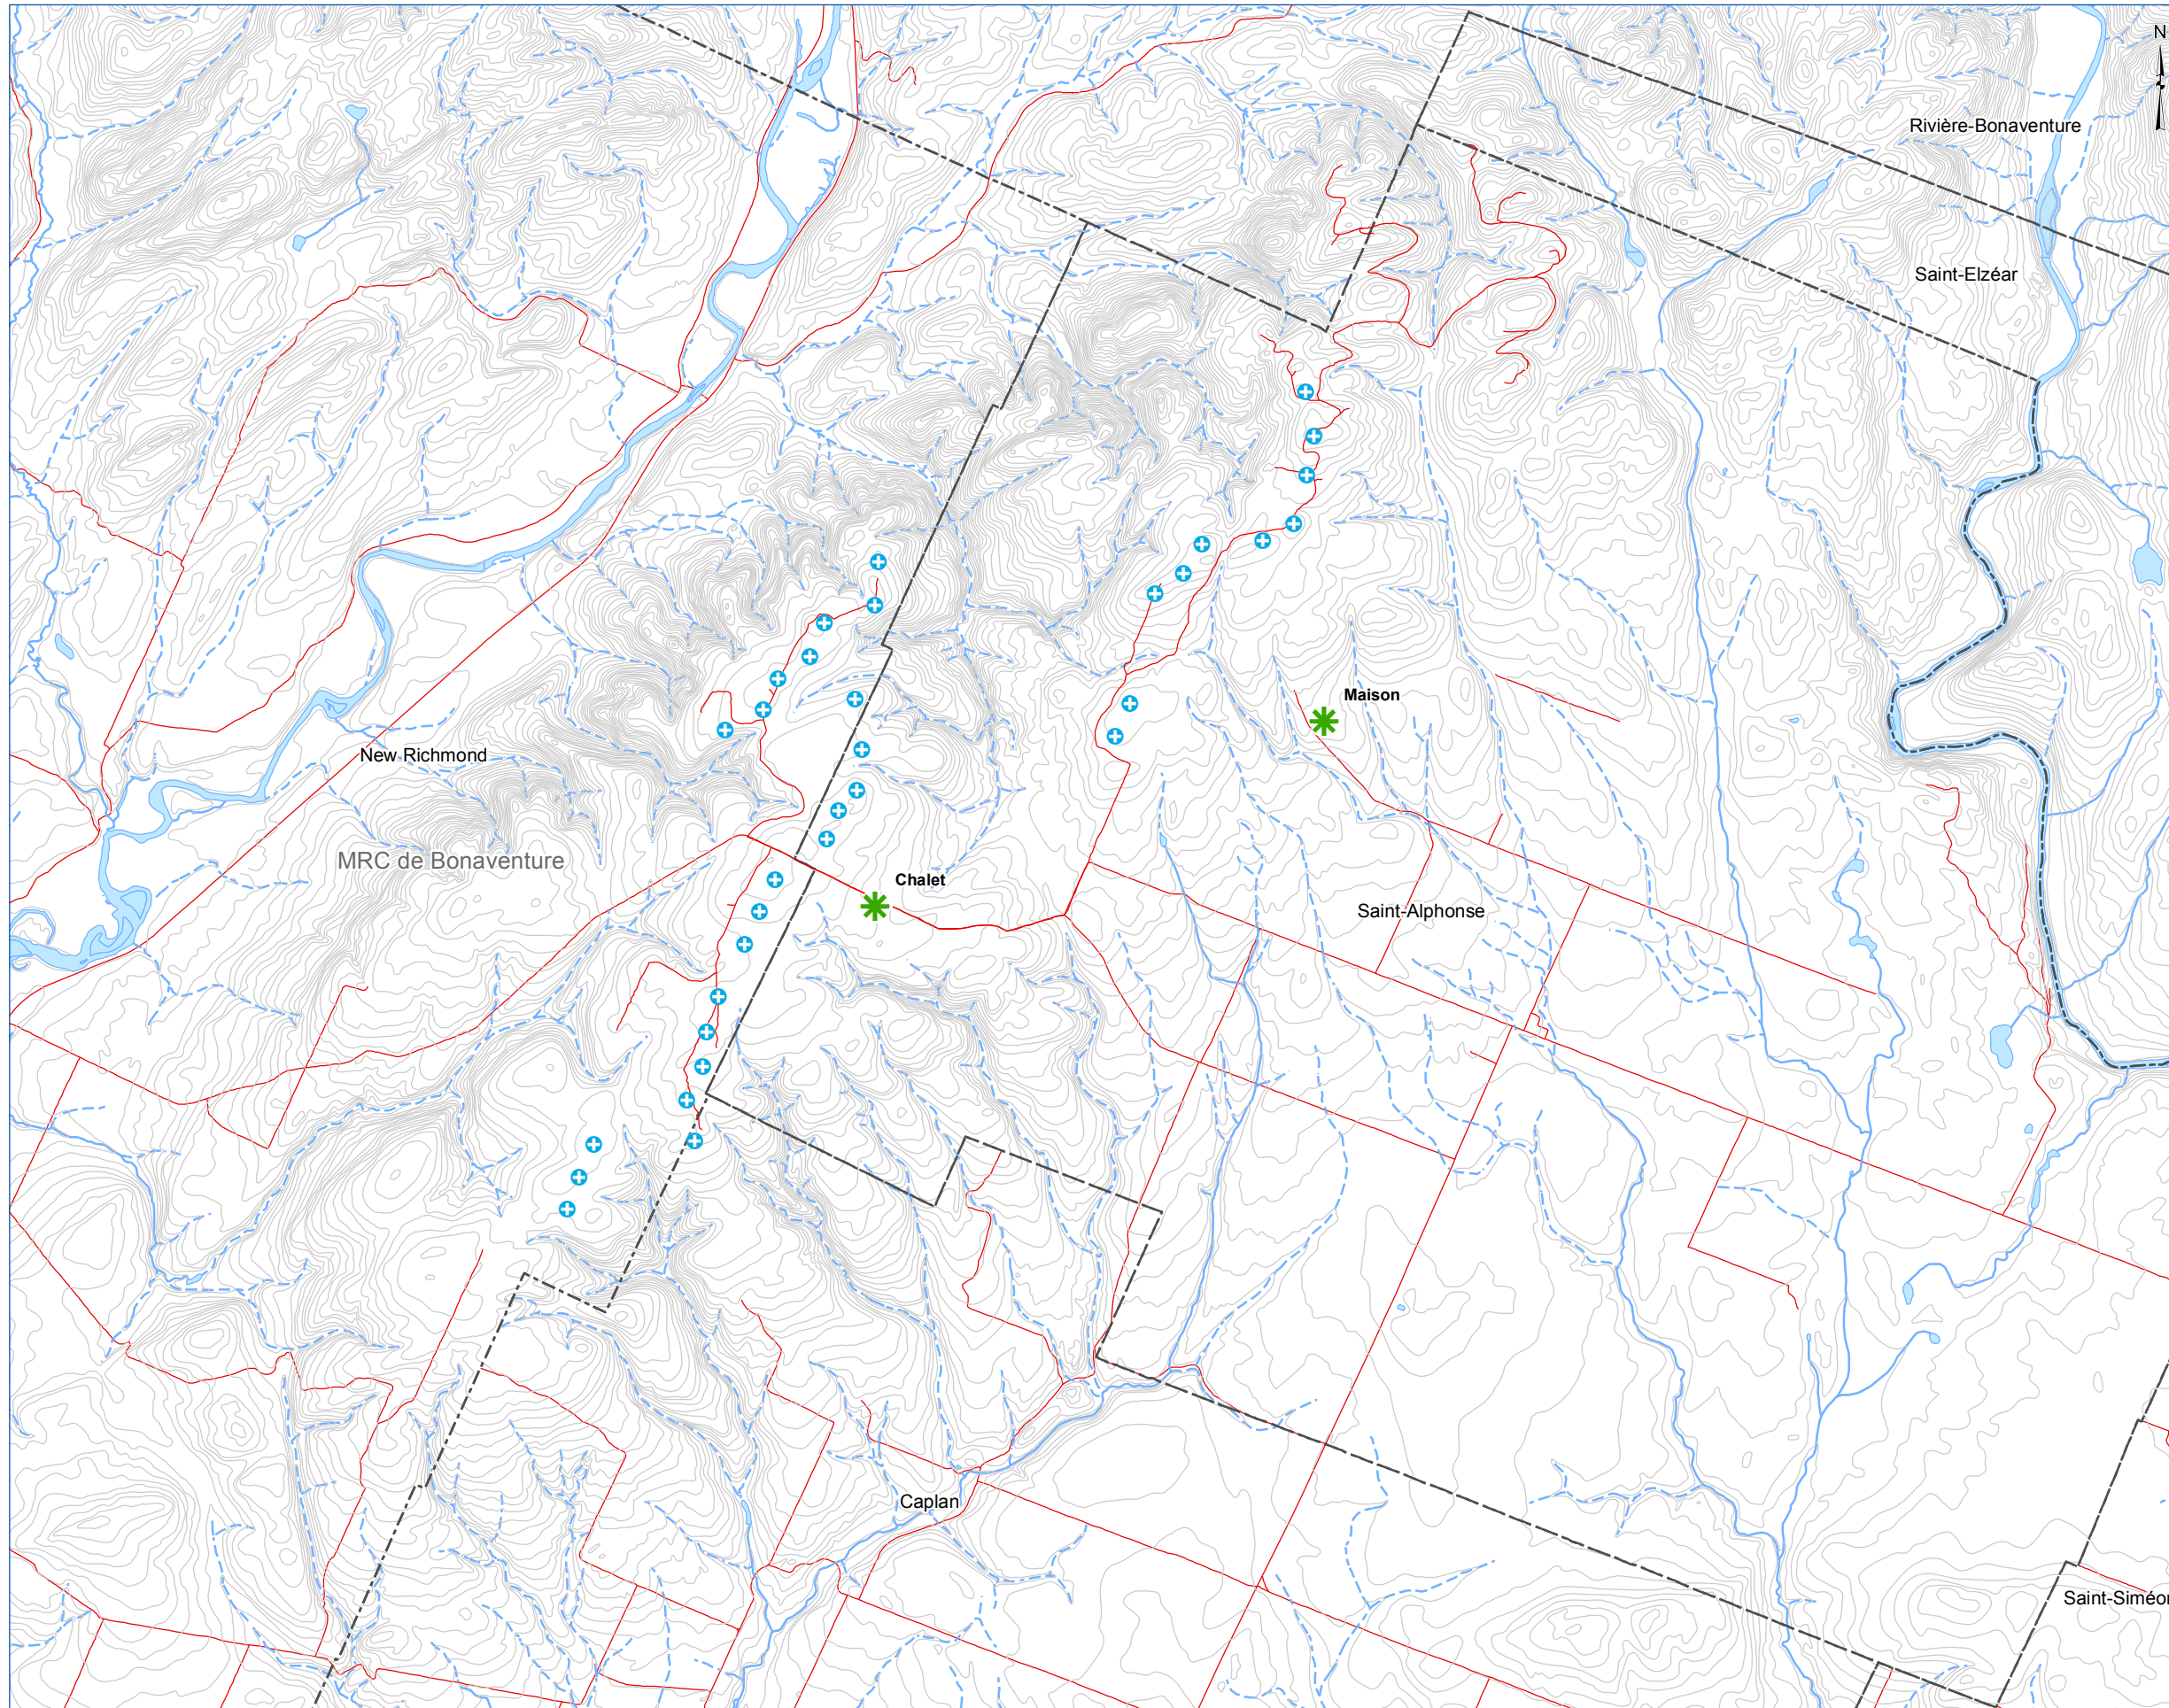 N
Rivière-Bonaventure
Saint-Elzéar
Maison
New Richmond
MRC de Bonaventure
Chalet
Saint-Alphonse
Caplan
Saint-Siméon